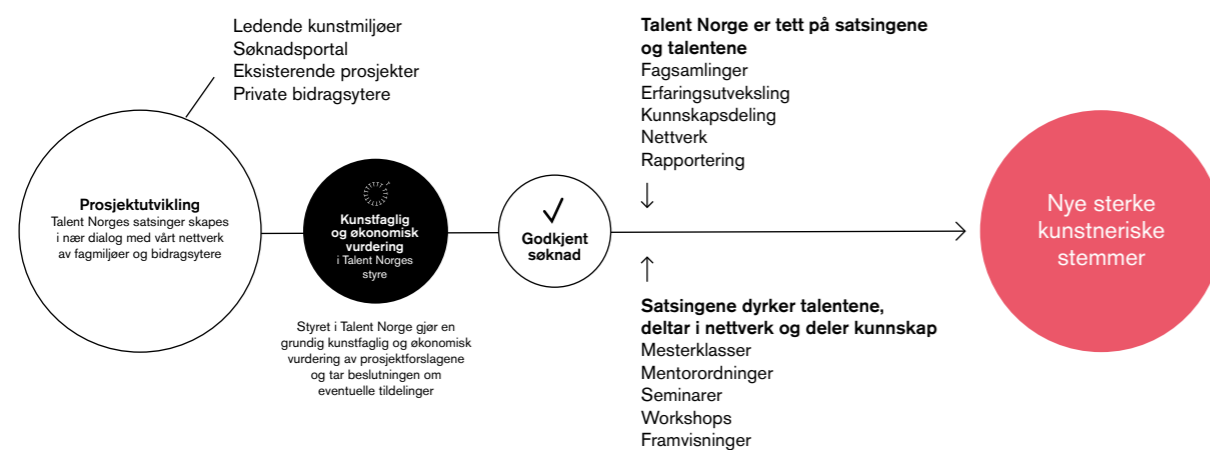 Ledende kunstmiljøer
Søknadsportal
Eksisterende prosjekter
Private bidragsytere
Prosjektutvikling
Talent Norges satsinger skapes
i nær dialog med vårt nettverk
av fagmiljøer og bidragsytere
Kunstfaglig
og økonomisk
vurdering
i Talent Norges
styre
Styret i Talent Norge gjør en
grundig kunstfaglig og økonomisk
vurdering av prosjektforslagene
og tar beslutningen om
eventuelle tildelinger
Godkjent
søknad
Talent Norge er tett på satsingene
og talentene
Fagsamlinger
Erfaringsutveksling
Kunnskapsdeling
Nettverk
Rapportering
Satsingene dyrker talentene,
deltar i nettverk og deler kunnskap
Mesterklasser
Mentorordninger
Seminarer
Workshops
Framvisninger
Nye sterke
kunstneriske
stemmer